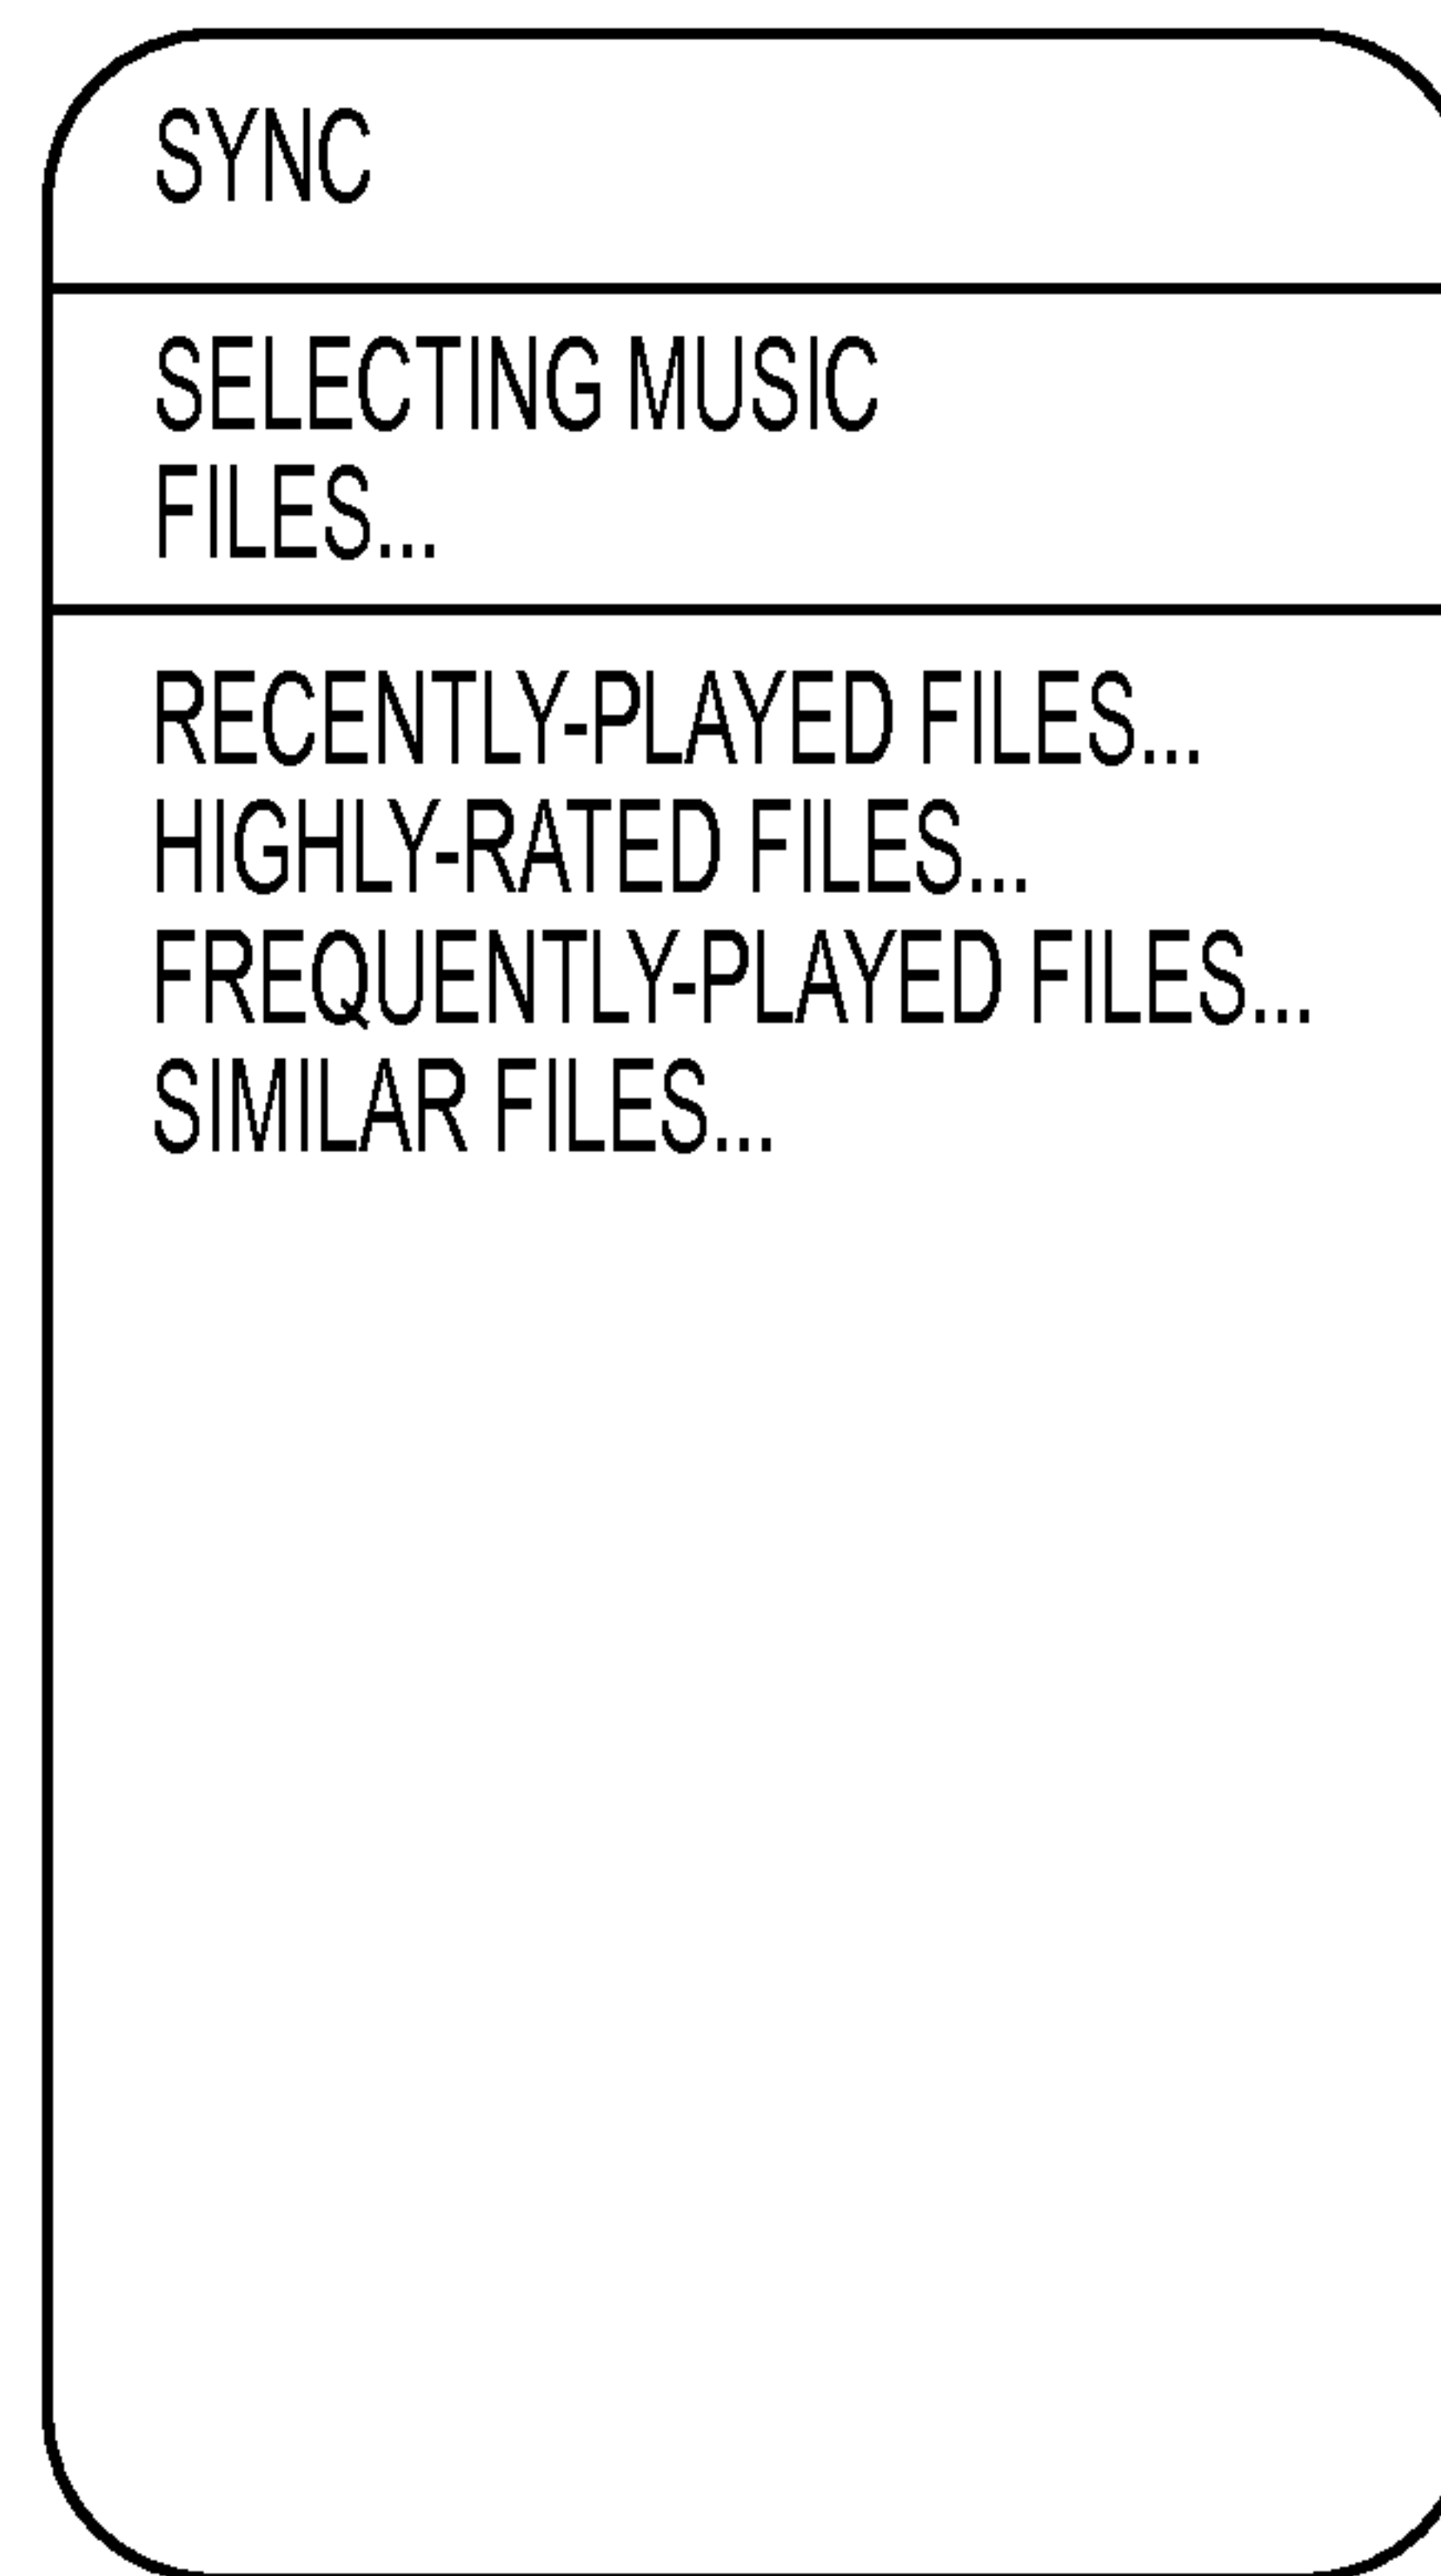 SYNC
SELECTING MUSIC
FILES...
RECENTLY-PLAYED FILES...
HIGHLY-RATED FILES...
FREQUENTLY-PLAYED FILES...
SIMILAR FILES...